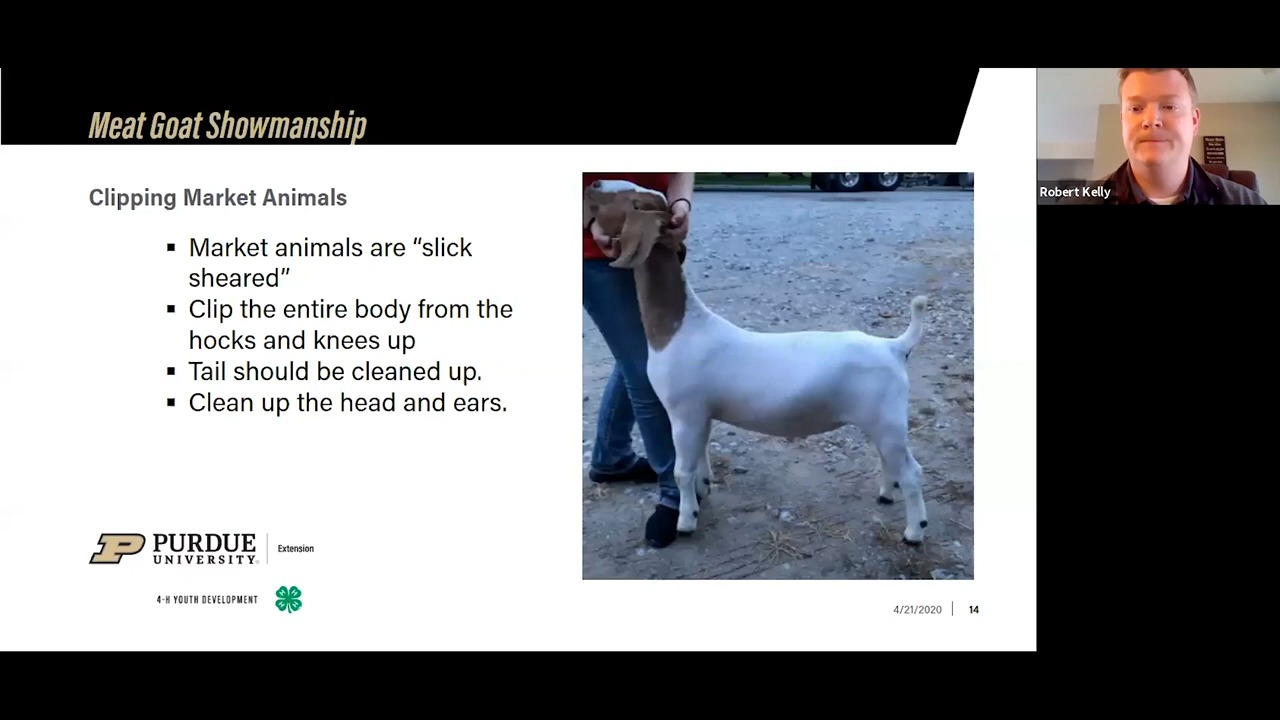 Meat Goat Showmanship
Robert Kelly
Clipping Market Animals
▪ Market animals are “slick
sheared”
▪ Clip the entire body from the
hocks and knees up
▪ Tail should be cleaned up.
▪ Clean up the head and ears.
PURDUE
UNIVERSITY®
Extension
4-H YOUTH DEVELOPMENT
4/21/2020
14